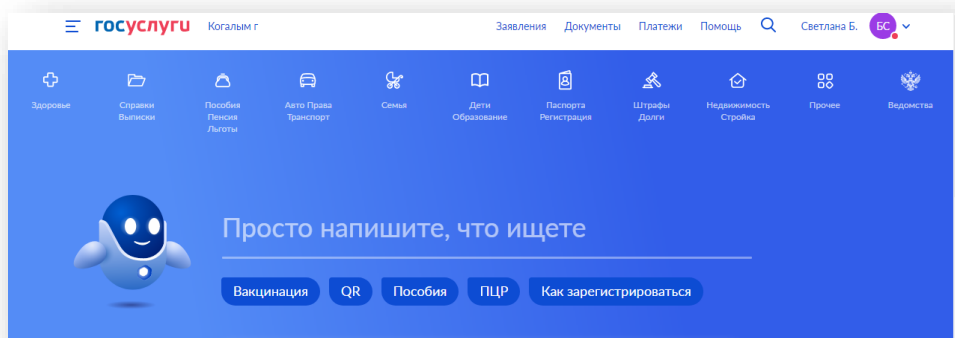 госуслуги Когалым г Заявления Документы Платежи Помощь Светлана Б. БС
Здоровье Справки Пособия Авто Права Семья Дети Паспорта Штрафы Недвижимость Прочее Ведомства
Выписки Пенсия Транспорт Образование Регистрация Долги Стройка
Льготы
Просто напишите, что ищете
Вакцинация QR Пособия ПЦР Как зарегистрироваться